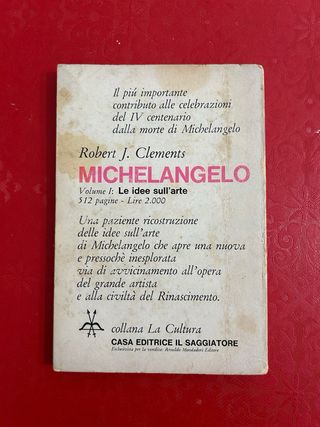 Il piú importante
contributo alle celebrazioni
del IV centenario
dalla morte di Michelangelo
Robert J. Clements
MICHELANGELO
Volume I: Le idee sull'arte
512 pagine - Lire 2.000
Una paziente ricostruzione
delle idee sull'arte
di Michelangelo che apre una nuova
e pressochè inesplorata
via di avvicinamento all'opera
del grande artista
e alla civiltà del Rinascimento.
collana La Cultura
CASA EDITRICE IL SAGGIATORE
Esclusivista per la vendita: Arnoldo Mondadori Editore